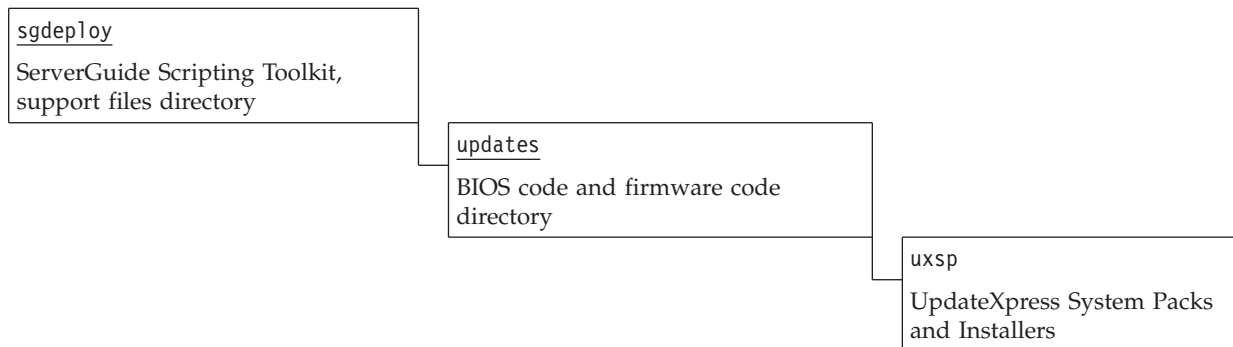 sgdeploy
ServerGuide Scripting Toolkit,
support files directory
updates
BIOS code and firmware code
directory
uxsp
UpdateXpress System Packs
and Installers